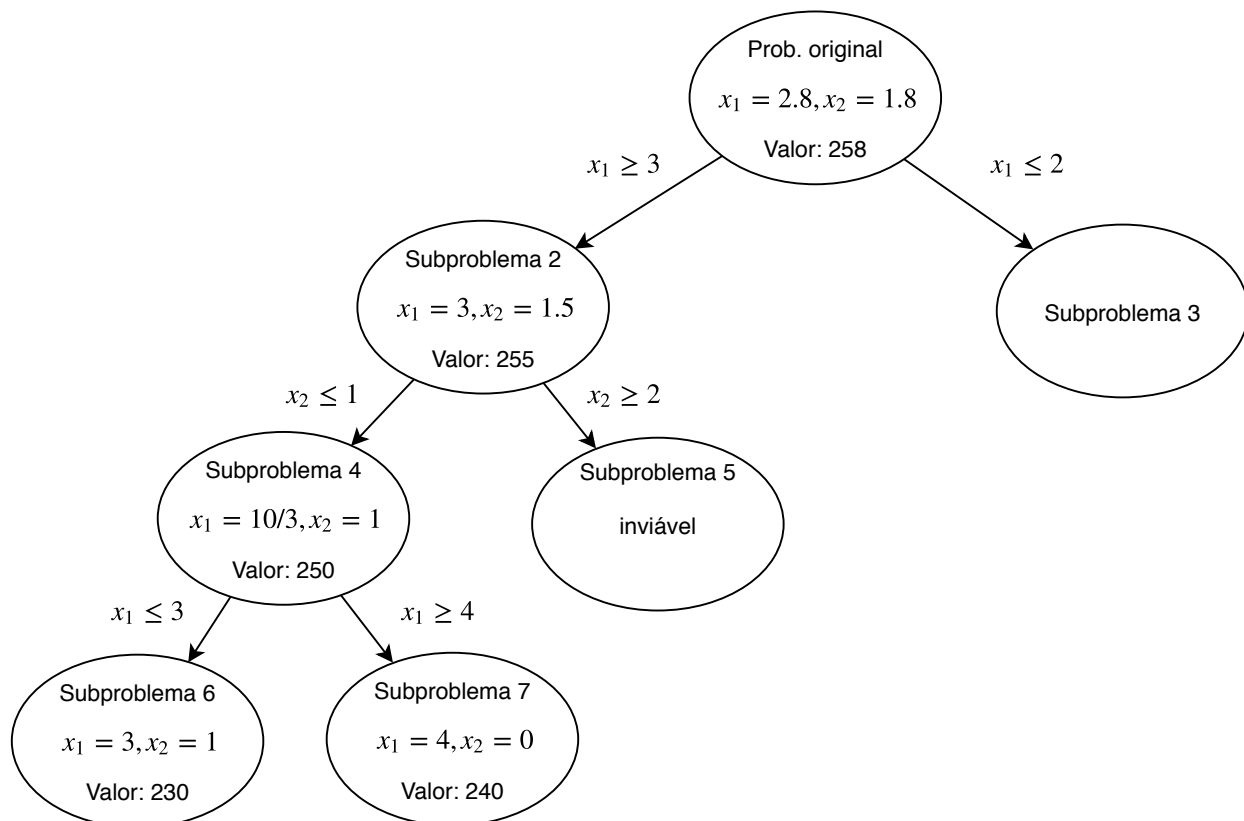 Prob. original
x₁ = 2.8, x₂ = 1.8
Valor: 258
x₁ ≥ 3
x₁ ≤ 2
Subproblema 2
x₁ = 3, x₂ = 1.5
Valor: 255
Subproblema 3
x₂ ≤ 1
x₂ ≥ 2
Subproblema 4
x₁ = 10/3, x₂ = 1
Valor: 250
Subproblema 5
inviável
x₁ ≤ 3
x₁ ≥ 4
Subproblema 6
x₁ = 3, x₂ = 1
Valor: 230
Subproblema 7
x₁ = 4, x₂ = 0
Valor: 240